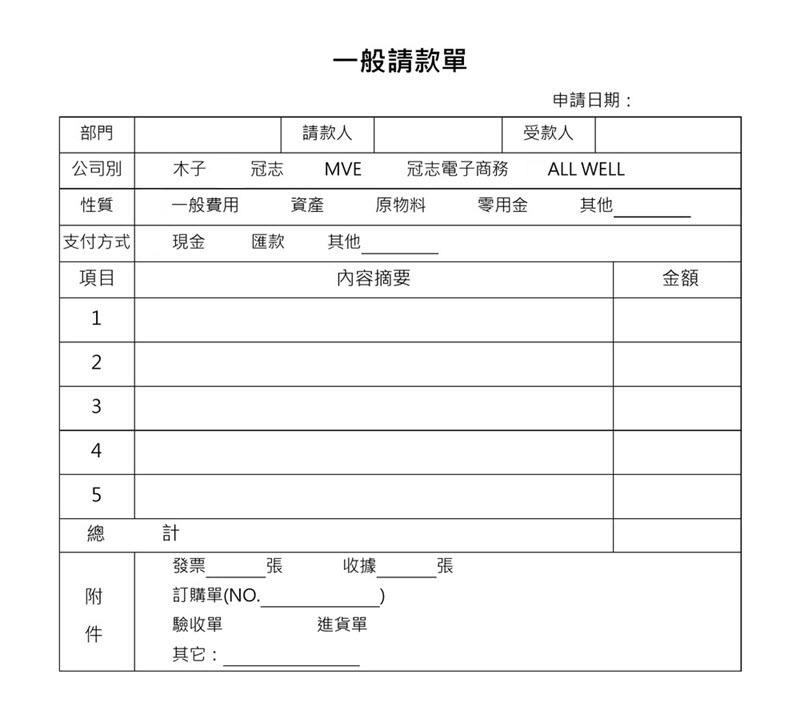 一般請款單
申請日期：
部門 請款人 受款人
公司別 木子 冠志 MVE 冠志電子商務 ALL WELL
性質 一般費用 資產 原物料 零用金 其他________
支付方式 現金 匯款 其他________
項目 內容摘要 金額
1
2
3
4
5
總 計
附件
發票______張 收據______張
訂購單(NO.____________)
驗收單 進貨單
其它：______________